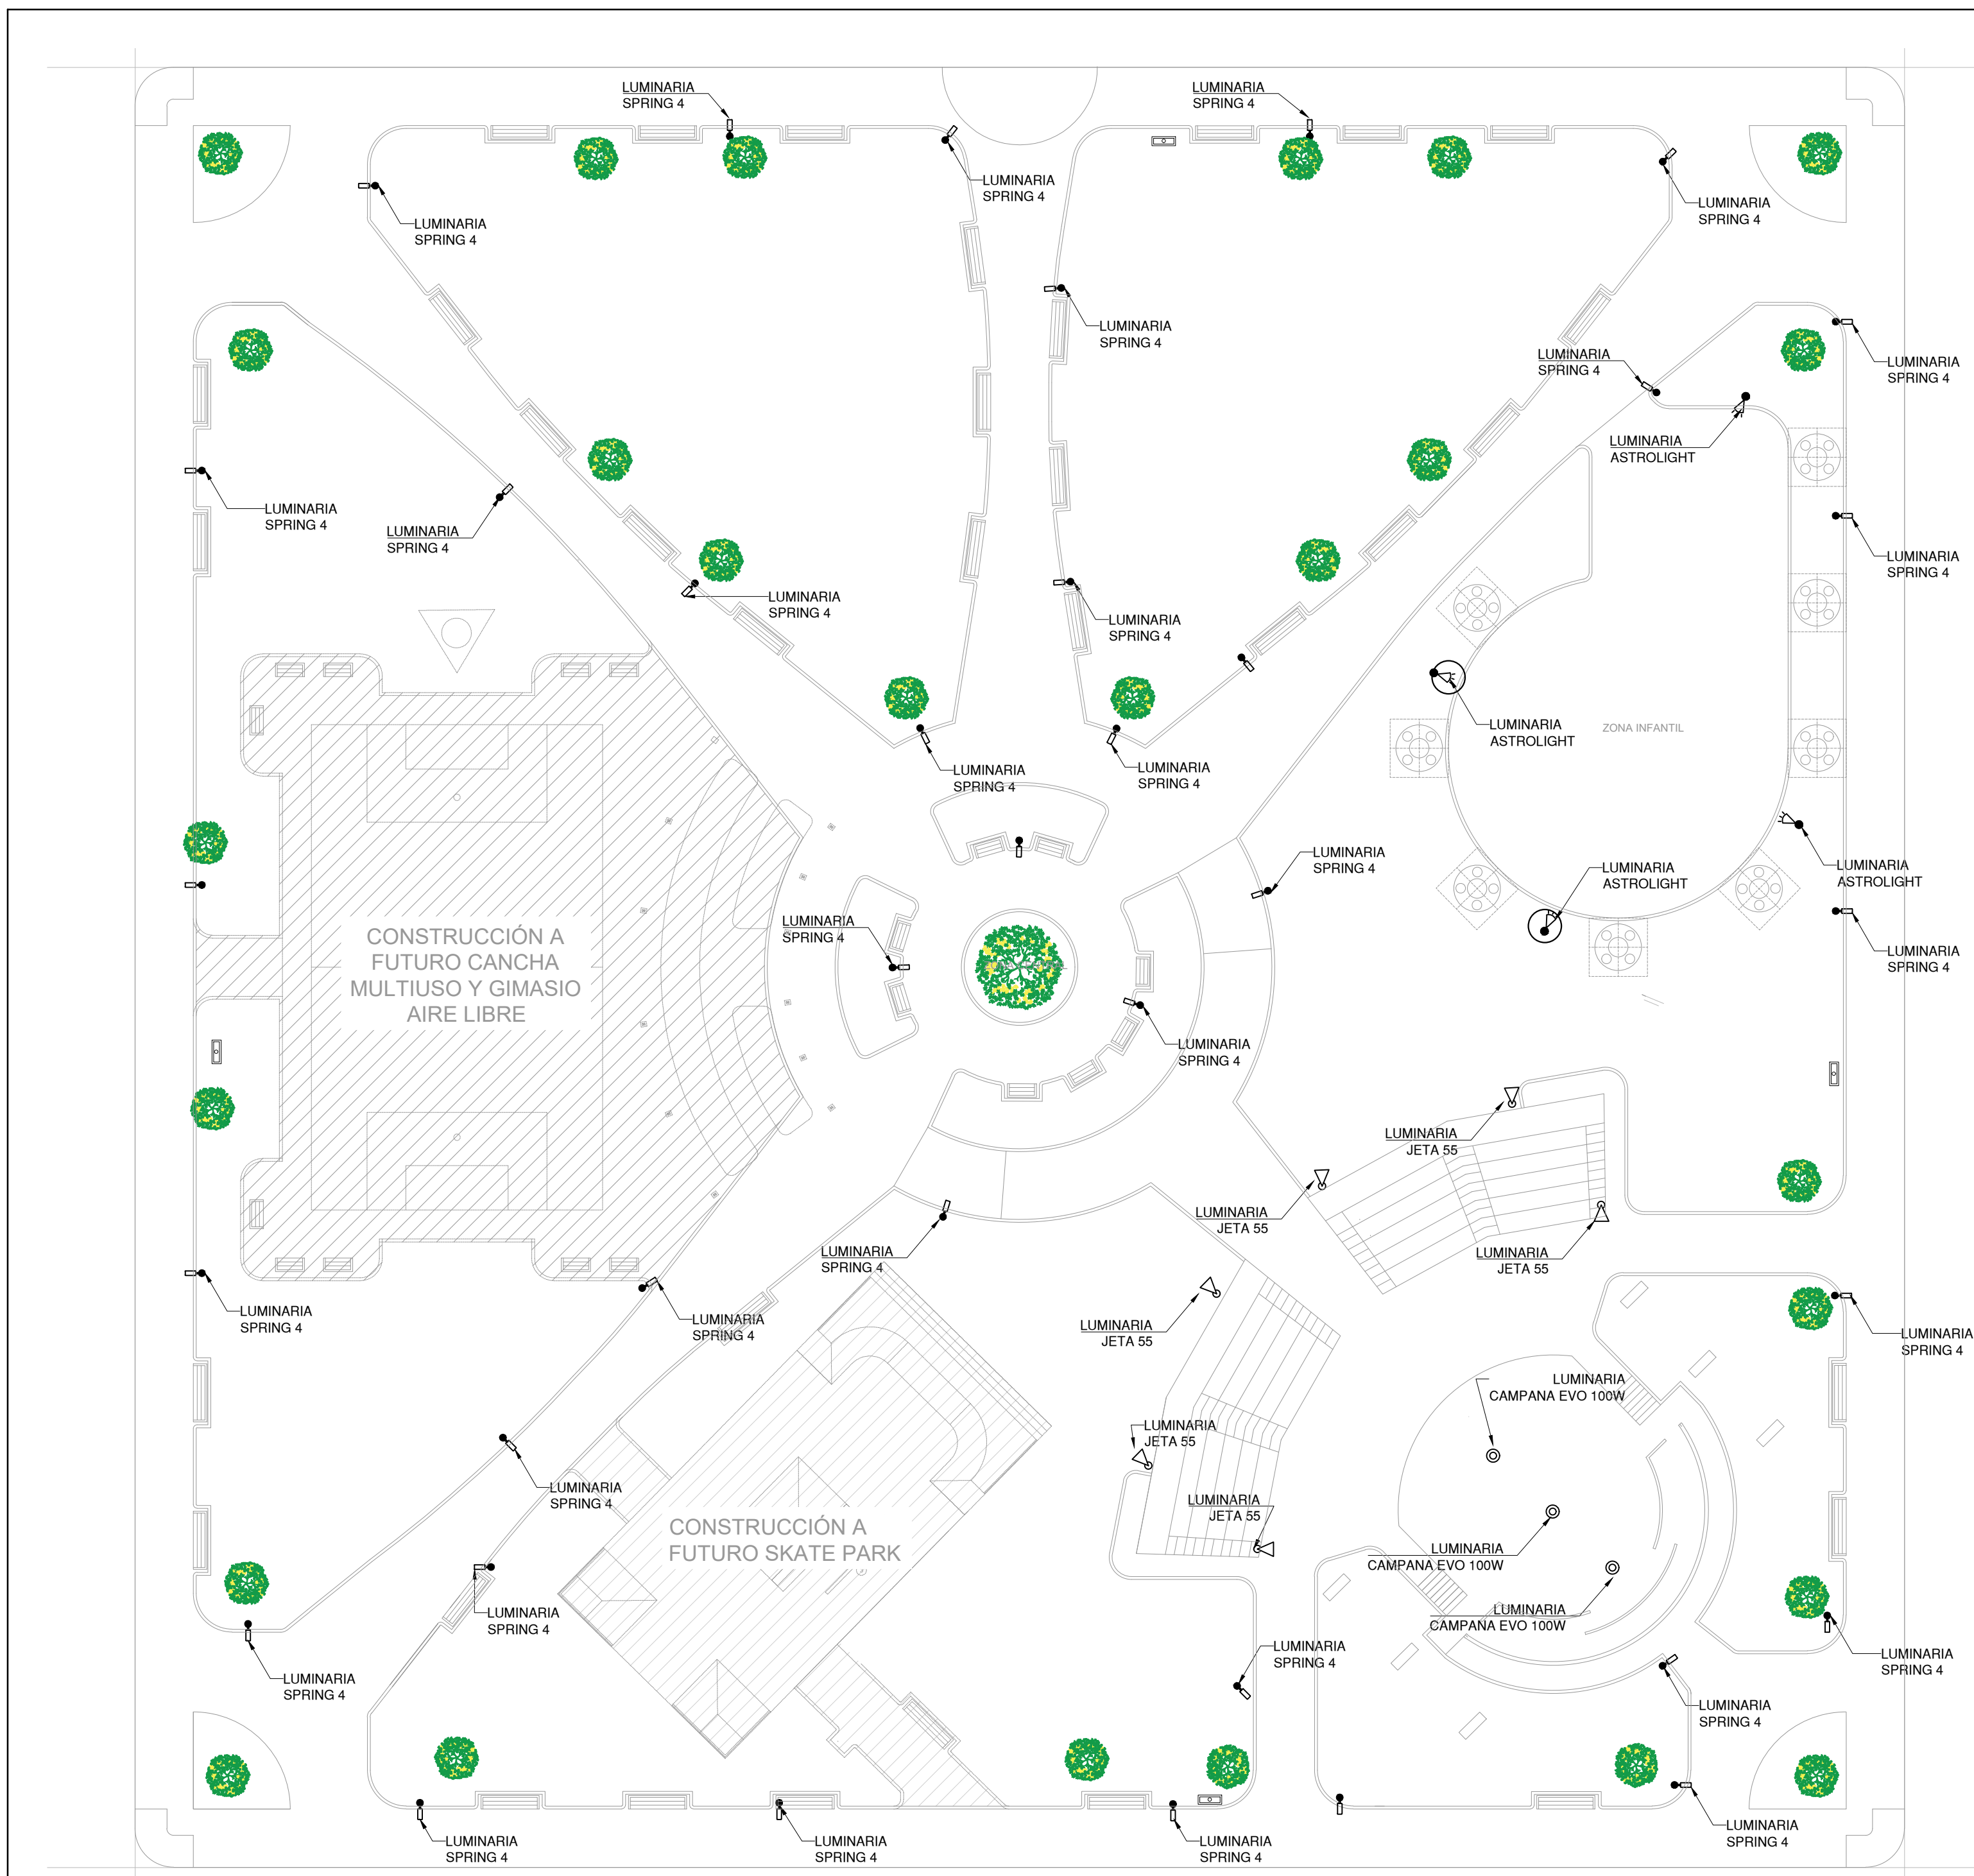 LUMINARIA
SPRING 4
LUMINARIA
SPRING 4
LUMINARIA
SPRING 4
LUMINARIA
SPRING 4
LUMINARIA
SPRING 4
LUMINARIA
SPRING 4
LUMINARIA
SPRING 4
LUMINARIA
SPRING 4
LUMINARIA
ASTROLIGHT
LUMINARIA
SPRING 4
LUMINARIA
SPRING 4
LUMINARIA
SPRING 4
LUMINARIA
SPRING 4
LUMINARIA
SPRING 4
LUMINARIA
ASTROLIGHT
ZONA INFANTIL
LUMINARIA
SPRING 4
LUMINARIA
SPRING 4
LUMINARIA
SPRING 4
LUMINARIA
ASTROLIGHT
LUMINARIA
ASTROLIGHT
LUMINARIA
SPRING 4
CONSTRUCCIÓN A
FUTURO CANCHA
MULTIUSO Y GIMASIO
AIRE LIBRE
LUMINARIA
SPRING 4
LUMINARIA
SPRING 4
LUMINARIA
SPRING 4
LUMINARIA
JETA 55
LUMINARIA
JETA 55
LUMINARIA
SPRING 4
LUMINARIA
JETA 55
LUMINARIA
SPRING 4
LUMINARIA
SPRING 4
LUMINARIA
JETA 55
LUMINARIA
SPRING 4
LUMINARIA
CAMPANA EVO 100W
LUMINARIA
JETA 55
LUMINARIA
SPRING 4
LUMINARIA
JETA 55
CONSTRUCCIÓN A
FUTURO SKATE PARK
LUMINARIA
CAMPANA EVO 100W
LUMINARIA
SPRING 4
LUMINARIA
CAMPANA EVO 100W
LUMINARIA
SPRING 4
LUMINARIA
SPRING 4
LUMINARIA
SPRING 4
LUMINARIA
SPRING 4
LUMINARIA
SPRING 4
LUMINARIA
SPRING 4
LUMINARIA
SPRING 4
LUMINARIA
SPRING 4